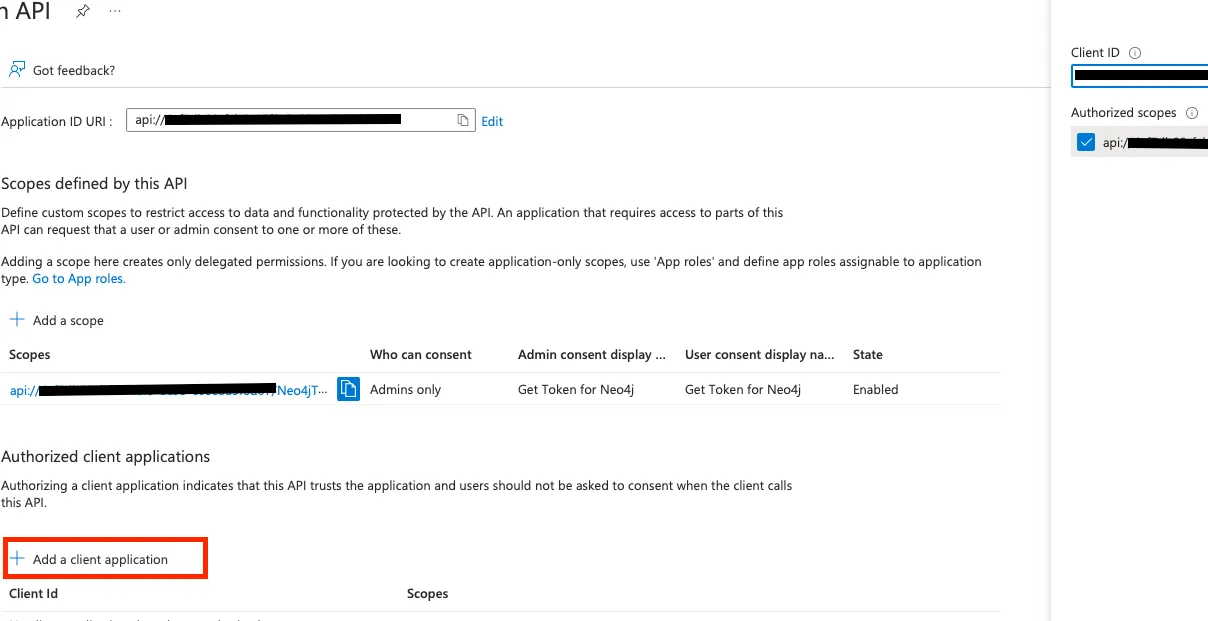 n API
Got feedback?
Application ID URI :
api://
Edit
Scopes defined by this API
Define custom scopes to restrict access to data and functionality protected by the API. An application that requires access to parts of this
API can request that a user or admin consent to one or more of these.
Adding a scope here creates only delegated permissions. If you are looking to create application-only scopes, use 'App roles' and define app roles assignable to application
type. Go to App roles.
Add a scope
Scopes Who can consent Admin consent display ... User consent display na... State
api:// /Neo4jT... Admins only Get Token for Neo4j Get Token for Neo4j Enabled
Authorized client applications
Authorizing a client application indicates that this API trusts the application and users should not be asked to consent when the client calls
this API.
Add a client application
Client Id Scopes
Client ID
Authorized scopes
api:/